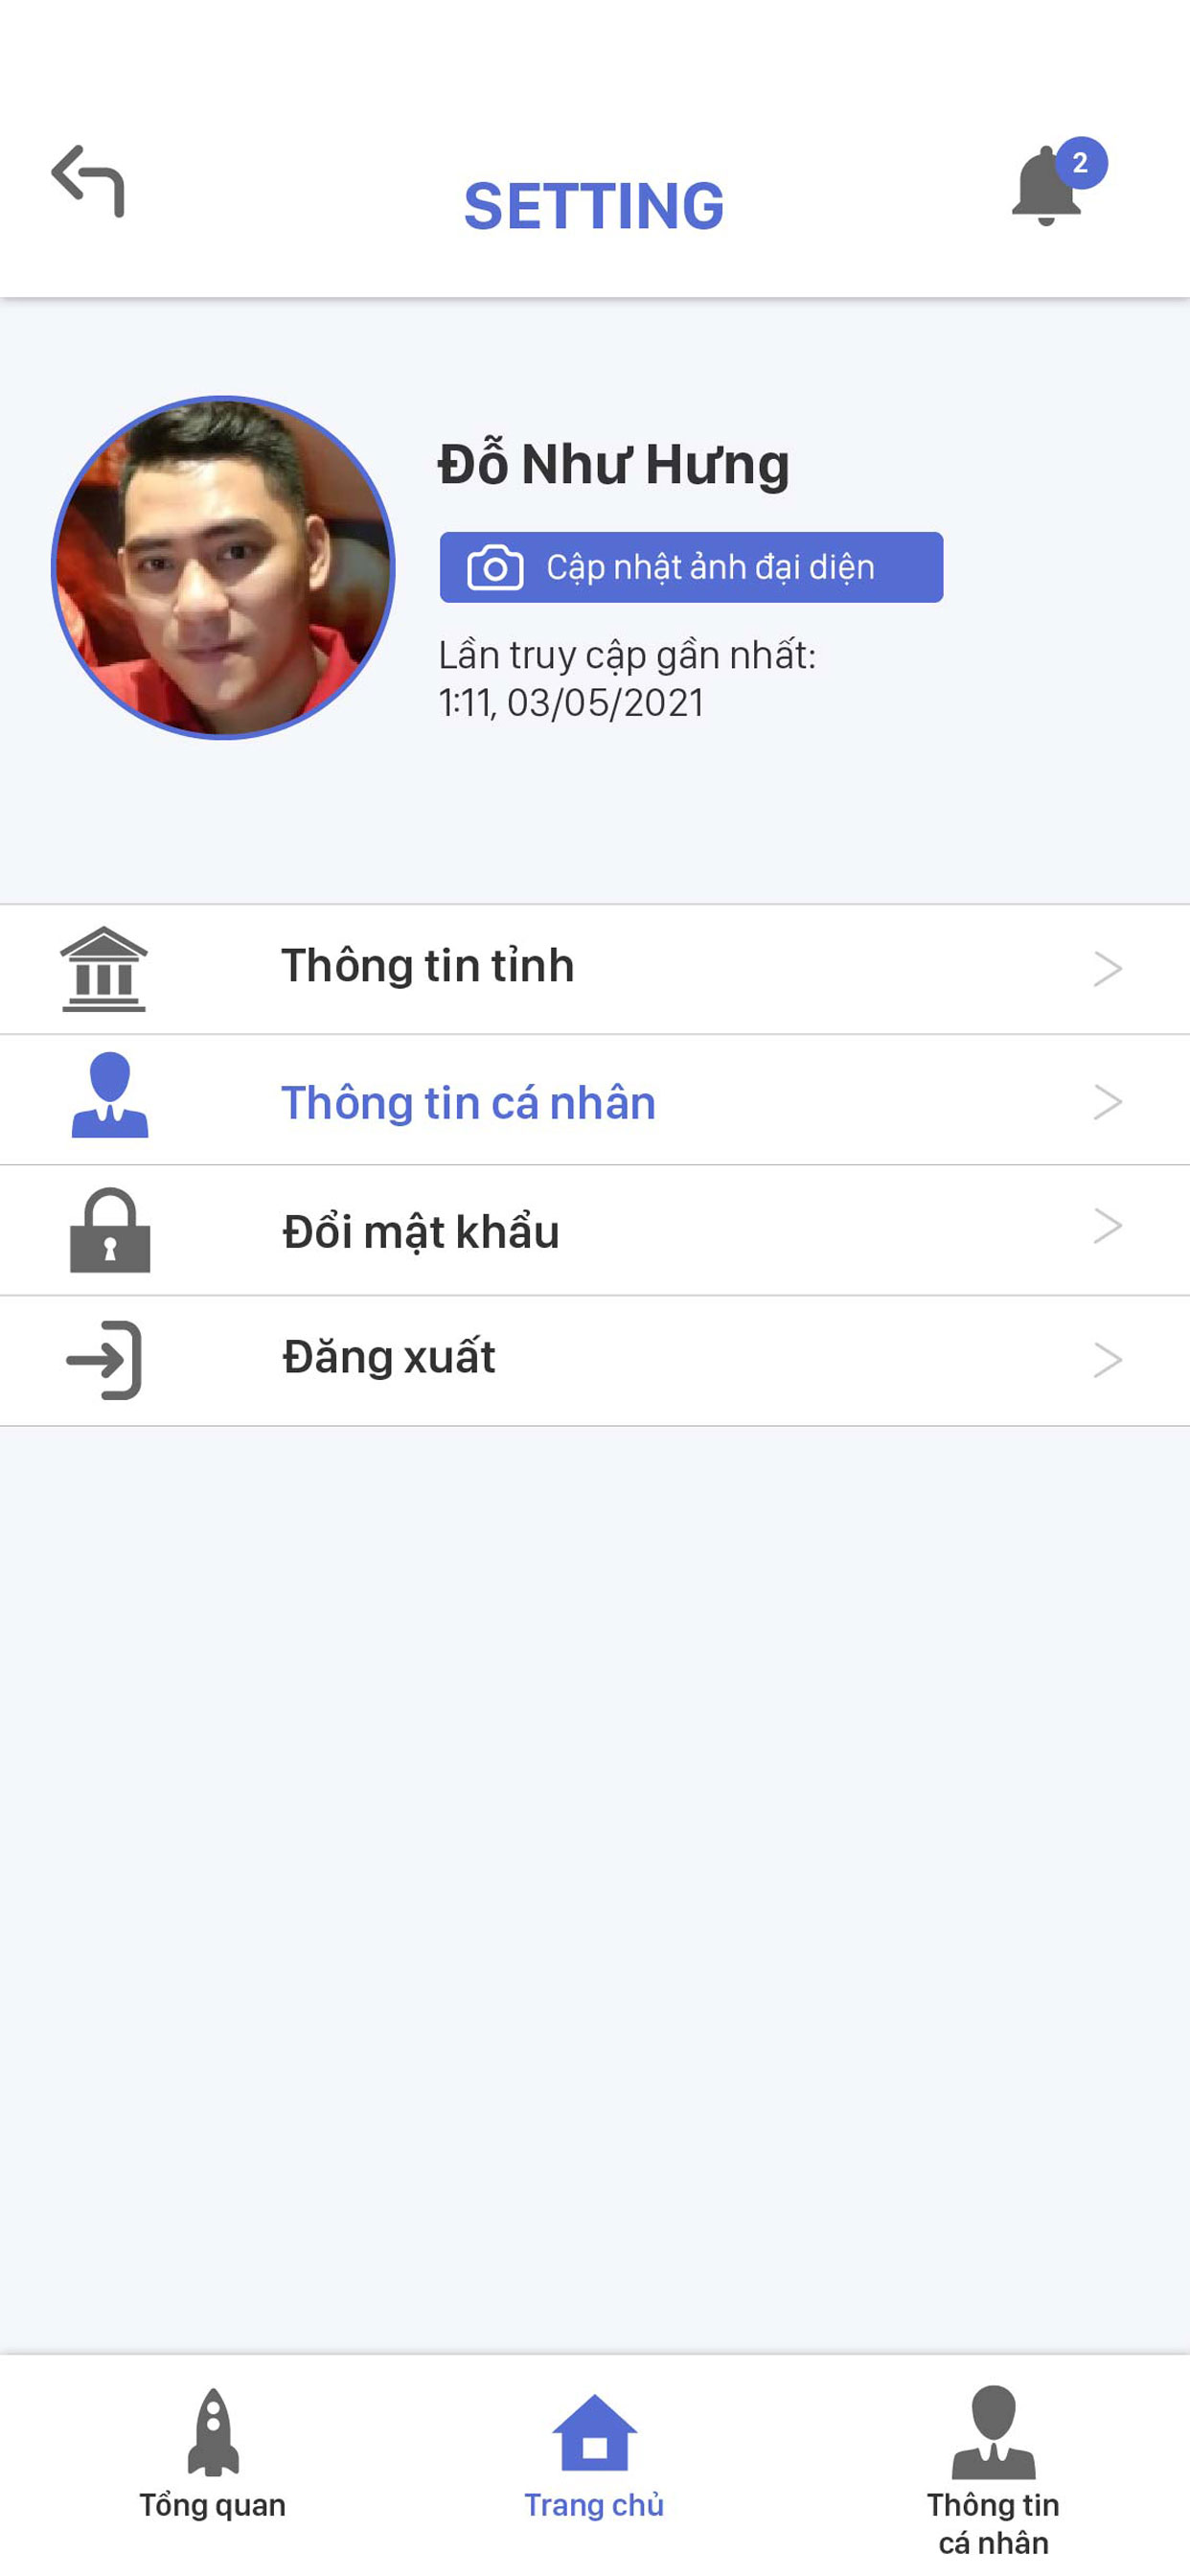 SETTING
2
Đỗ Như Hưng
Cập nhật ảnh đại diện
Lần truy cập gần nhất:
1:11, 03/05/2021
Thông tin tỉnh
Thông tin cá nhân
Đổi mật khẩu
Đăng xuất
Tổng quan
Trang chủ
Thông tin
cá nhân